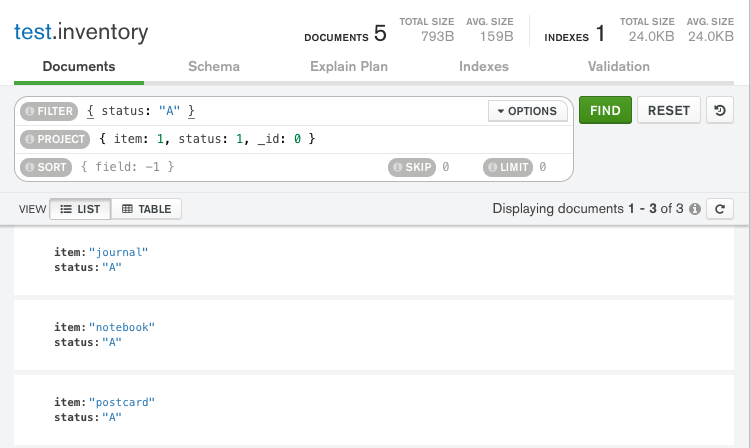 test.inventory DOCUMENTS 5 TOTAL SIZE 793B AVG. SIZE 159B INDEXES 1 TOTAL SIZE 24.0KB AVG. SIZE 24.0KB
Documents Schema Explain Plan Indexes Validation
FILTER { status: "A" } OPTIONS FIND RESET
PROJECT { item: 1, status: 1, _id: 0 }
SORT { field: -1 } SKIP 0 LIMIT 0
VIEW LIST TABLE Displaying documents 1 - 3 of 3
item: "journal"
status: "A"
item: "notebook"
status: "A"
item: "postcard"
status: "A"